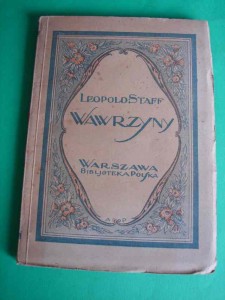 LEOPOLD STAFF
WAWRZYNY
WARSZAWA
BIBLJOTEKA POLSKA